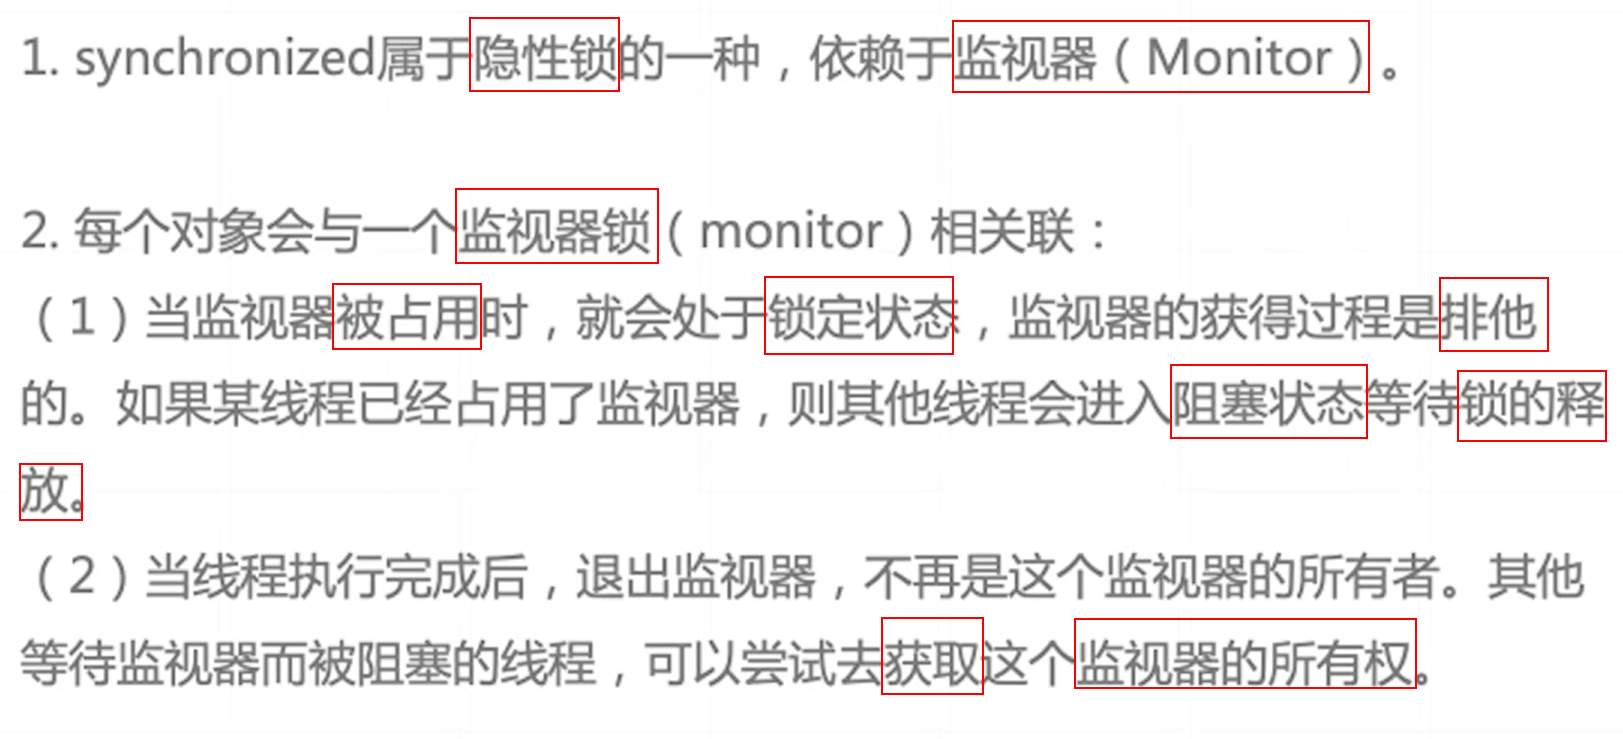 1. synchronized属于隐性锁的一种，依赖于监视器（Monitor）。
2. 每个对象会与一个监视器锁（monitor）相关联：
（1）当监视器被占用时，就会处于锁定状态，监视器的获得过程是排他
的。如果某线程已经占用了监视器，则其他线程会进入阻塞状态等待锁的释
放。
（2）当线程执行完成后，退出监视器，不再是这个监视器的所有者。其他
等待监视器而被阻塞的线程，可以尝试去获取这个监视器的所有权。